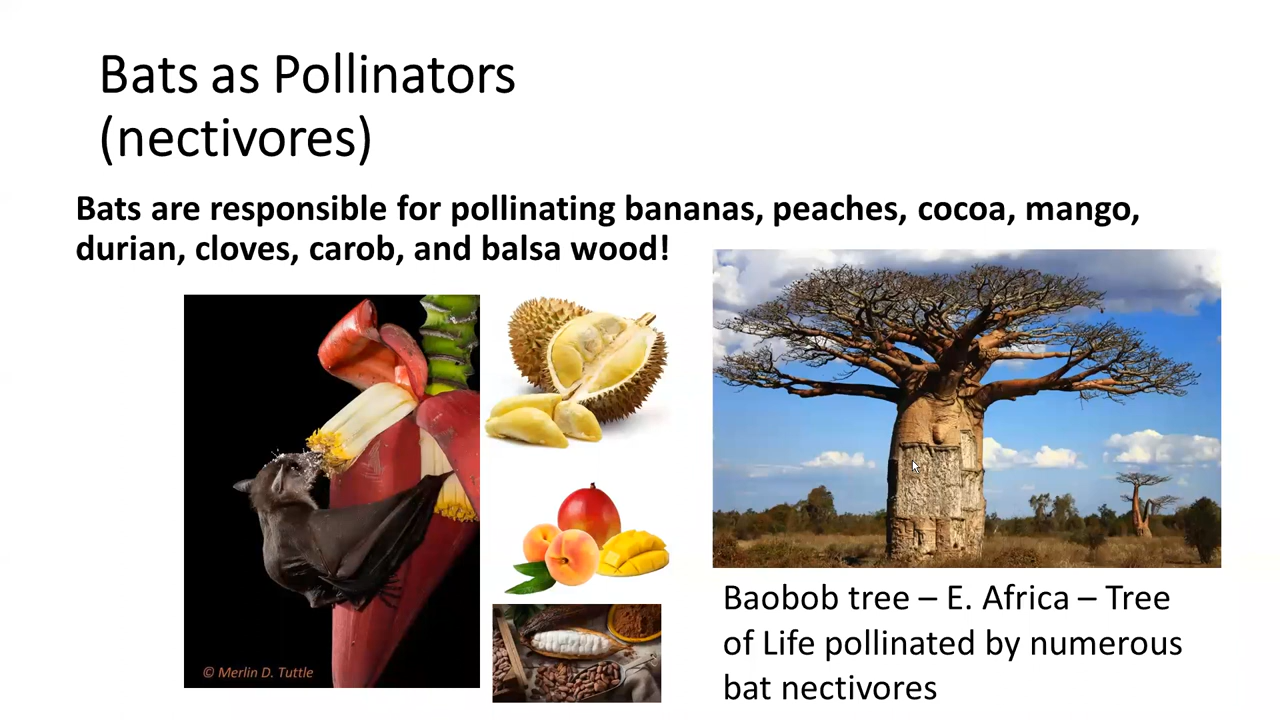 Bats as Pollinators
(nectivores)
Bats are responsible for pollinating bananas, peaches, cocoa, mango,
durian, cloves, carob, and balsa wood!
© Merlin D. Tuttle
Baobob tree – E. Africa – Tree
of Life pollinated by numerous
bat nectivores